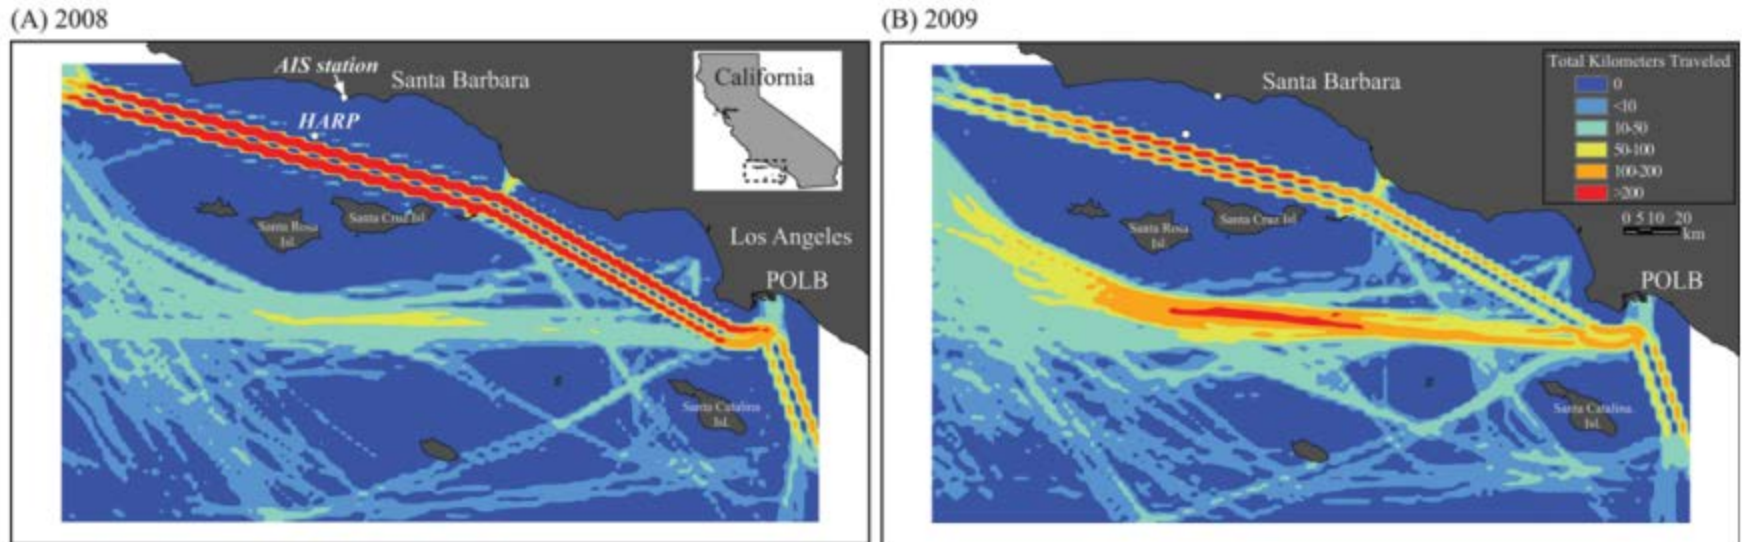 (A) 2008
AIS station
Santa Barbara
HARP
California
Santa Rosa
Isl.
Santa Cruz Isl
Los Angeles
POLB
Santa Catalina
Isl.
(B) 2009
Total Kilometers Traveled
0
<10
10-50
50-100
100-200
>200
0 5 10 20
km
Santa Barbara
Santa Rosa
Isl.
Santa Cruz Isl
POLB
Santa Catalina
Isl.